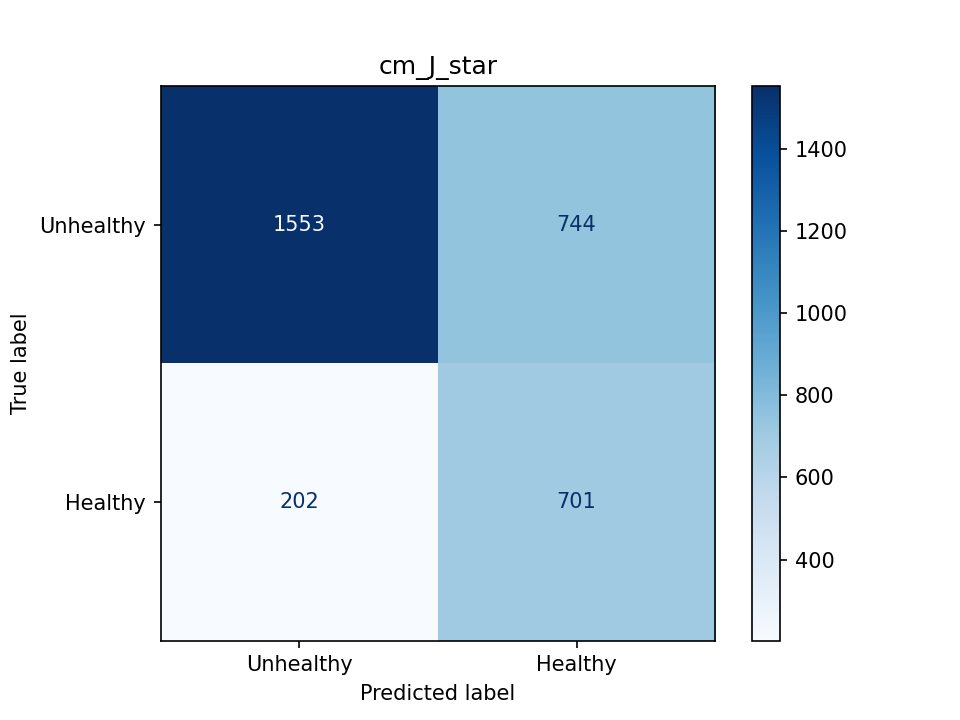 cm_J_star
Unhealthy
Healthy
True label
1553
744
202
701
Unhealthy
Healthy
Predicted label
1400
1200
1000
800
600
400